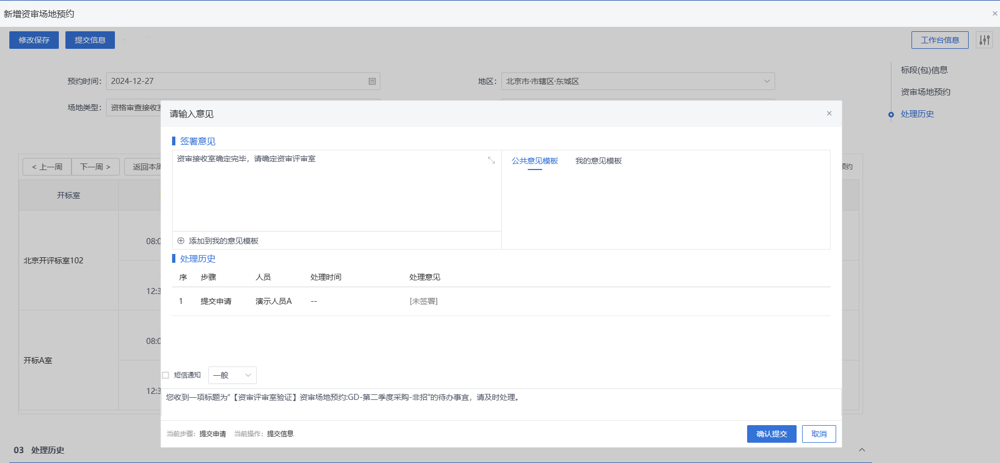 新增资审场地预约
修改保存 提交信息 工作台信息
预约时间： 2024-12-27 地区： 北京市·市辖区·东城区
场地类型： 资格审查接收室
标段(包)信息
资审场地预约
处理历史
< 上一周 下一周 > 返回本周 预约
开标室
北京开评标室102
08:0
12:3
开标A室
08:0
12:3
请输入意见
签署意见
资审接收室确定完毕，请确定资审评审室
公共意见模板 我的意见模板
添加到我的意见模板
处理历史
序 步骤 人员 处理时间 处理意见
1 提交申请 演示人员A -- [未签署]
短信通知 一般
您收到一项标题为“【资审评审室验证】资审场地预约:GD-第二季度采购-非招”的待办事宜，请及时处理。
当前步骤： 提交申请 当前操作： 提交信息
确认提交 取消
03 处理历史